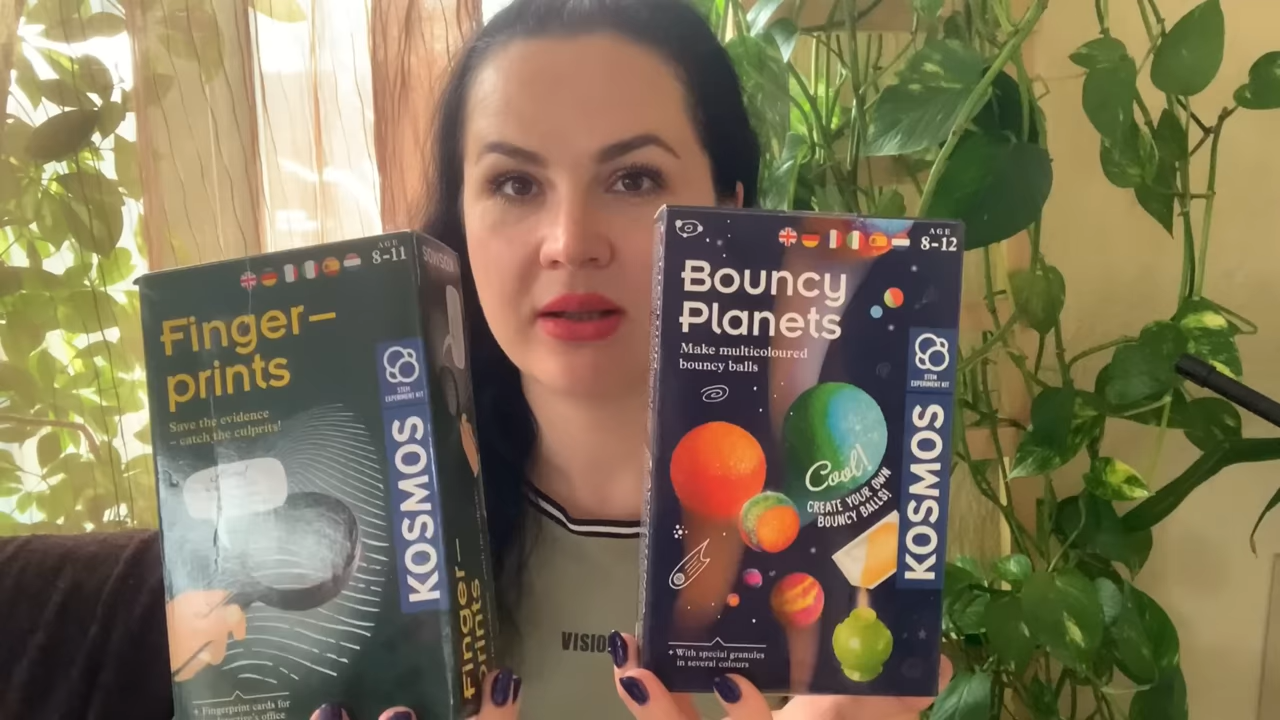 AGE
8-11
Finger-
prints
Save the evidence
– catch the culprits!
STEM
EXPERIMENT KIT
KOSMOS
+ Fingerprint cards for
office
KOSMOS
Finger-
prints
AGE
8-12
Bouncy
Planets
Make multicoloured
bouncy balls
STEM
EXPERIMENT KIT
KOSMOS
Cool!
CREATE YOUR OWN
BOUNCY BALLS!
+ With special granules
in several colours